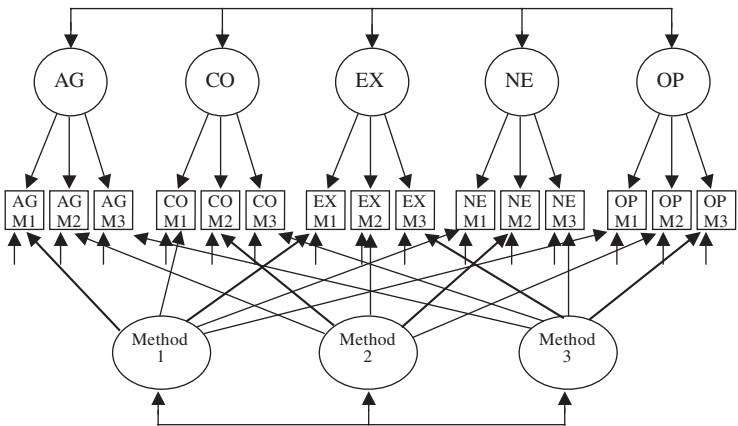 AG CO EX NE OP
AG AG AG CO CO CO EX EX EX NE NE NE OP OP OP
M1 M2 M3 M1 M2 M3 M1 M2 M3 M1 M2 M3 M1 M2 M3
Method Method Method
1 2 3